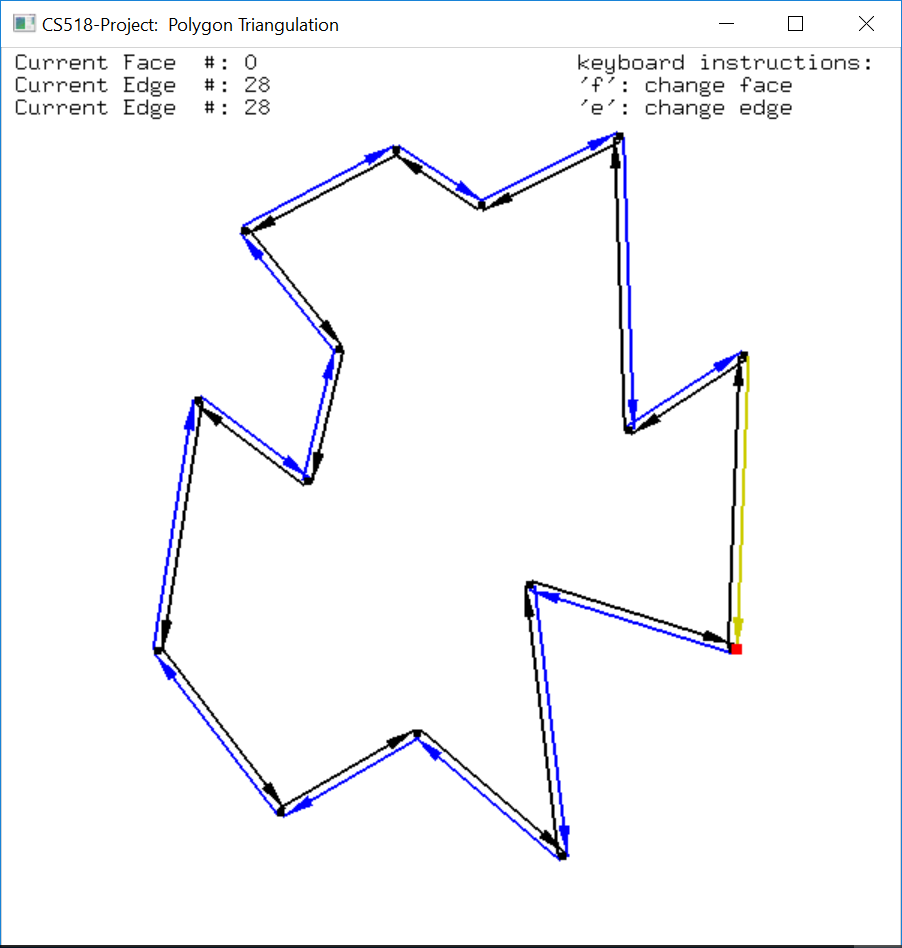 CS518-Project:  Polygon Triangulation
Current Face  #: 0
Current Edge  #: 28
Current Edge  #: 28
keyboard instructions:
'f': change face
'e': change edge